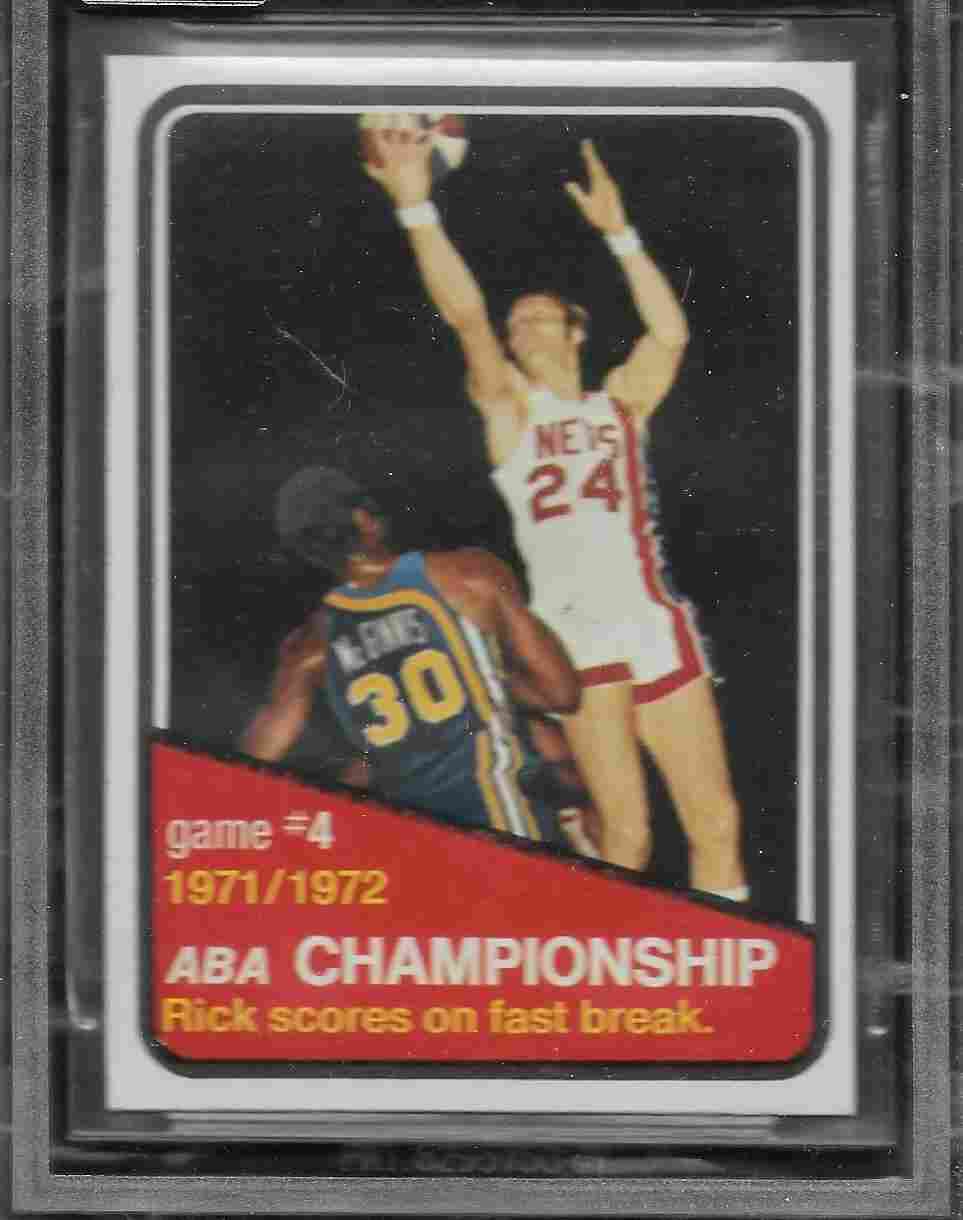 NETS
24
McGINNIS
30
game #4
1971/1972
ABA CHAMPIONSHIP
Rick scores on fast break.